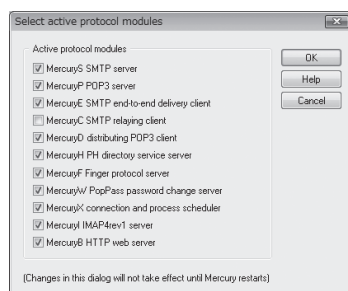 Select active protocol modules
Active protocol modules
MercuryS SMTP server
MercuryP POP3 server
MercuryE SMTP end-to-end delivery client
MercuryC SMTP relaying client
MercuryD distributing POP3 client
MercuryH PH directory service server
MercuryF Finger protocol server
MercuryW PopPass password change server
MercuryX connection and process scheduler
MercuryI IMAP4rev1 server
MercuryB HTTP web server
OK
Help
Cancel
(Changes in this dialog will not take effect until Mercury restarts)